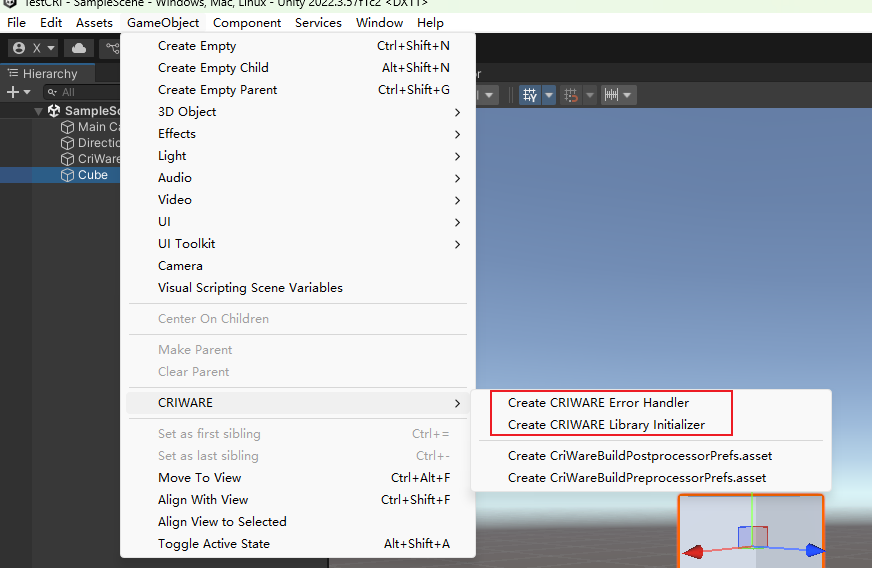 TestCRI - SampleScene - Windows, Mac, Linux - Unity 2022.3.57f1c2 <DX11>
File Edit Assets GameObject Component Services Window Help
X
Hierarchy
All
SampleSc
Main Ca
Directio
CriWare
Cube
Create Empty Ctrl+Shift+N
Create Empty Child Alt+Shift+N
Create Empty Parent Ctrl+Shift+G
3D Object
Effects
Light
Audio
Video
UI
UI Toolkit
Camera
Visual Scripting Scene Variables
Center On Children
Make Parent
Clear Parent
CRIWARE
Set as first sibling Ctrl+=
Set as last sibling Ctrl+-
Move To View Ctrl+Alt+F
Align With View Ctrl+Shift+F
Align View to Selected
Toggle Active State Alt+Shift+A
Create CRIWARE Error Handler
Create CRIWARE Library Initializer
Create CriWareBuildPostprocessorPrefs.asset
Create CriWareBuildPreprocessorPrefs.asset